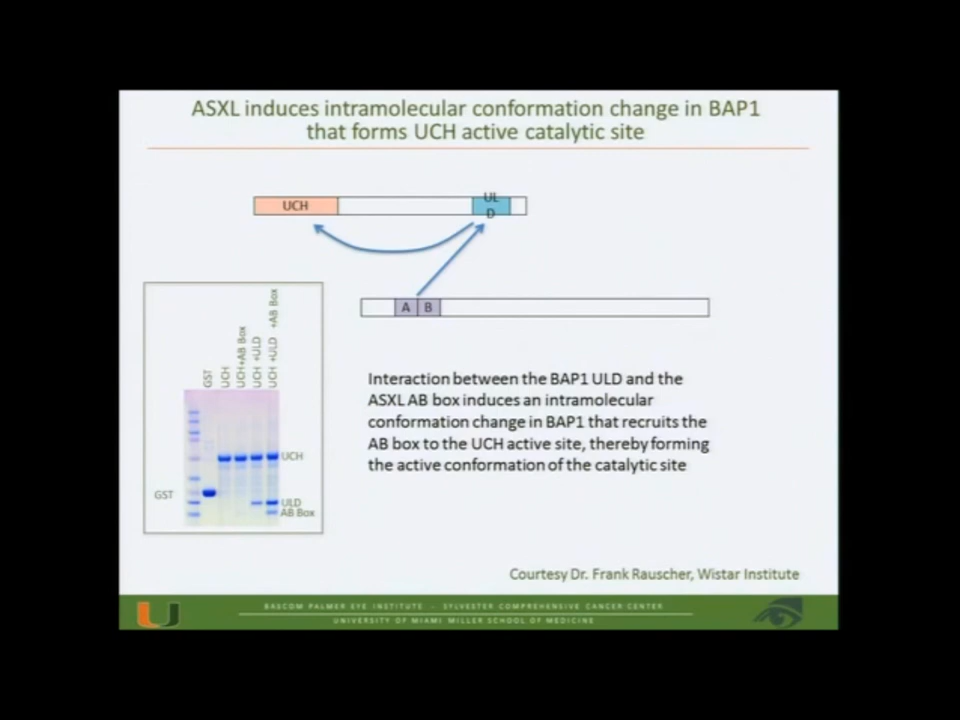 ASXL induces intramolecular conformation change in BAP1
that forms UCH active catalytic site
UCH
UL
D
A B
GST
UCH
UCH+AB Box
UCH +ULD
UCH +ULD +AB Box
UCH
GST
ULD
AB Box
Interaction between the BAP1 ULD and the
ASXL AB box induces an intramolecular
conformation change in BAP1 that recruits the
AB box to the UCH active site, thereby forming
the active conformation of the catalytic site
Courtesy Dr. Frank Rauscher, Wistar Institute
BASCOM PALMER EYE INSTITUTE - SYLVESTER COMPREHENSIVE CANCER CENTER
UNIVERSITY OF MIAMI MILLER SCHOOL OF MEDICINE